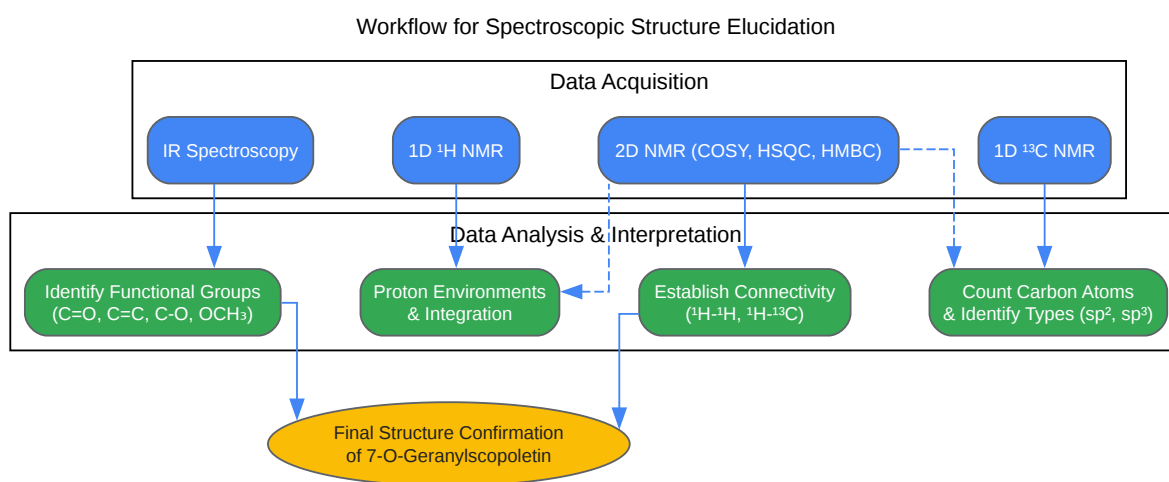 Workflow for Spectroscopic Structure Elucidation
Data Acquisition
IR Spectroscopy
1D ¹H NMR
2D NMR (COSY, HSQC, HMBC)
1D ¹³C NMR
Data Analysis & Interpretation
Identify Functional Groups
(C=O, C=C, C-O, OCH₃)
Proton Environments
& Integration
Establish Connectivity
(¹H-¹H, ¹H-¹³C)
Count Carbon Atoms
& Identify Types (sp², sp³)
Final Structure Confirmation
of 7-O-Geranylscopoletin